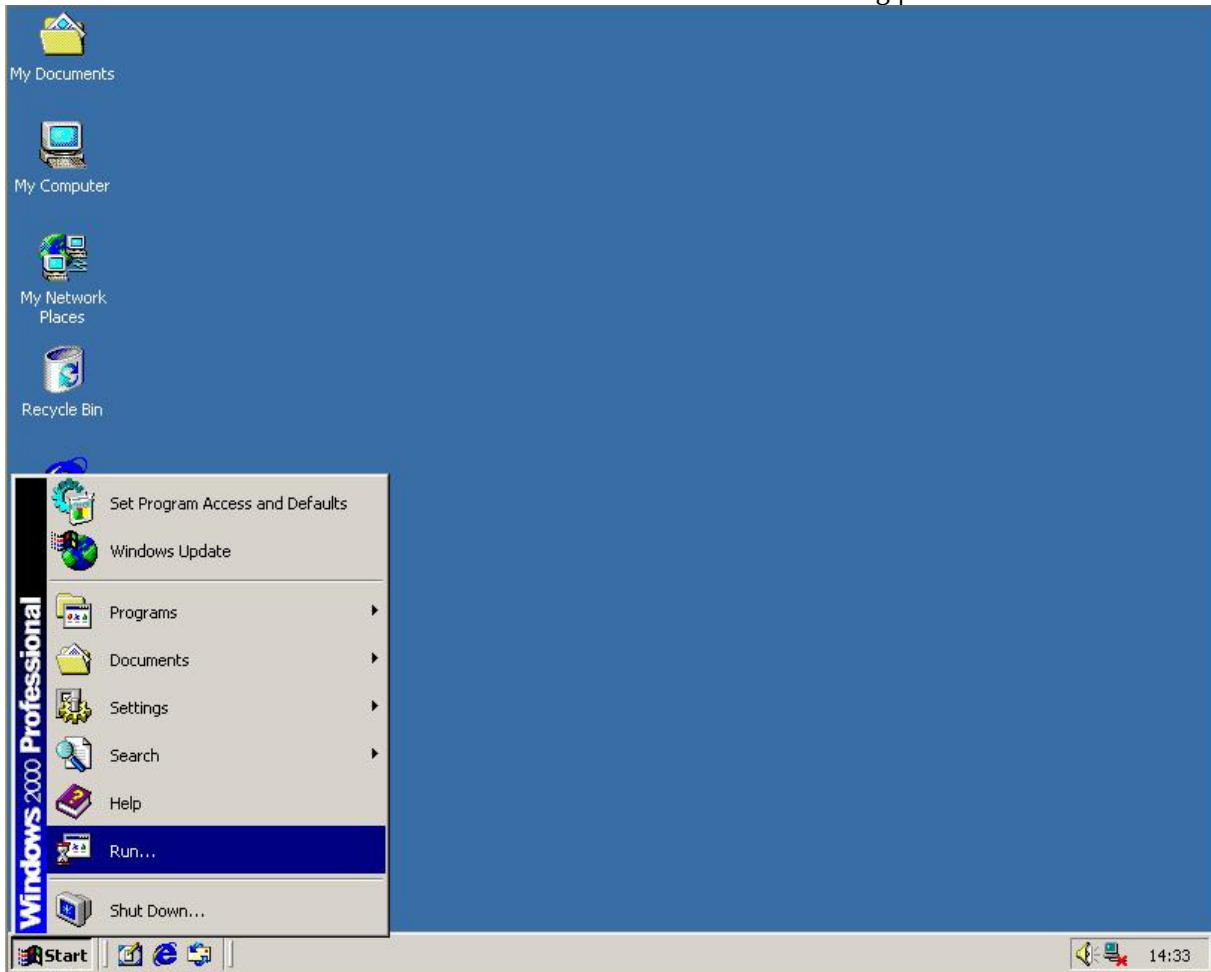 My Documents
My Computer
My Network
Places
Recycle Bin
Set Program Access and Defaults
Windows Update
Programs
Documents
Settings
Search
Help
Run...
Shut Down...
Windows 2000 Professional
Start
14:33